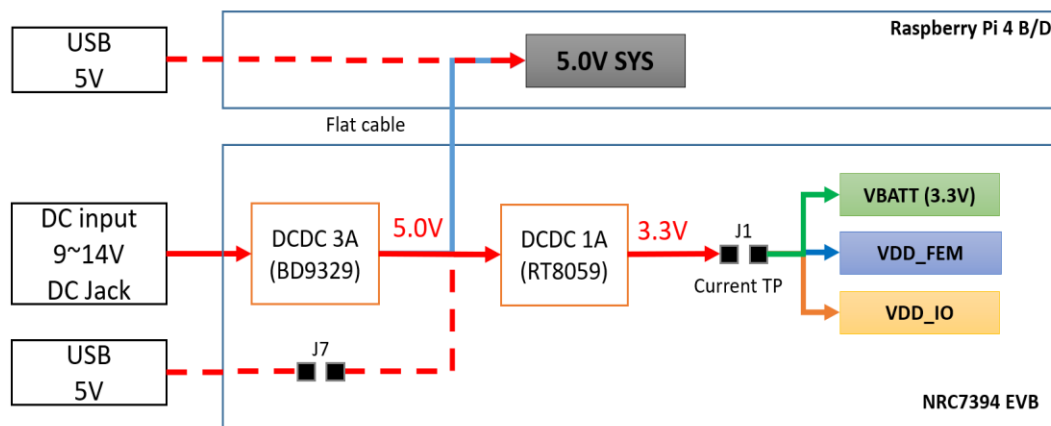 Raspberry Pi 4 B/D
USB
5V
5.0V SYS
Flat cable
DC input
9~14V
DC Jack
DCDC 3A
(BD9329)
5.0V
DCDC 1A
(RT8059)
3.3V
J1
Current TP
VBATT (3.3V)
VDD_FEM
VDD_IO
USB
5V
J7
NRC7394 EVB